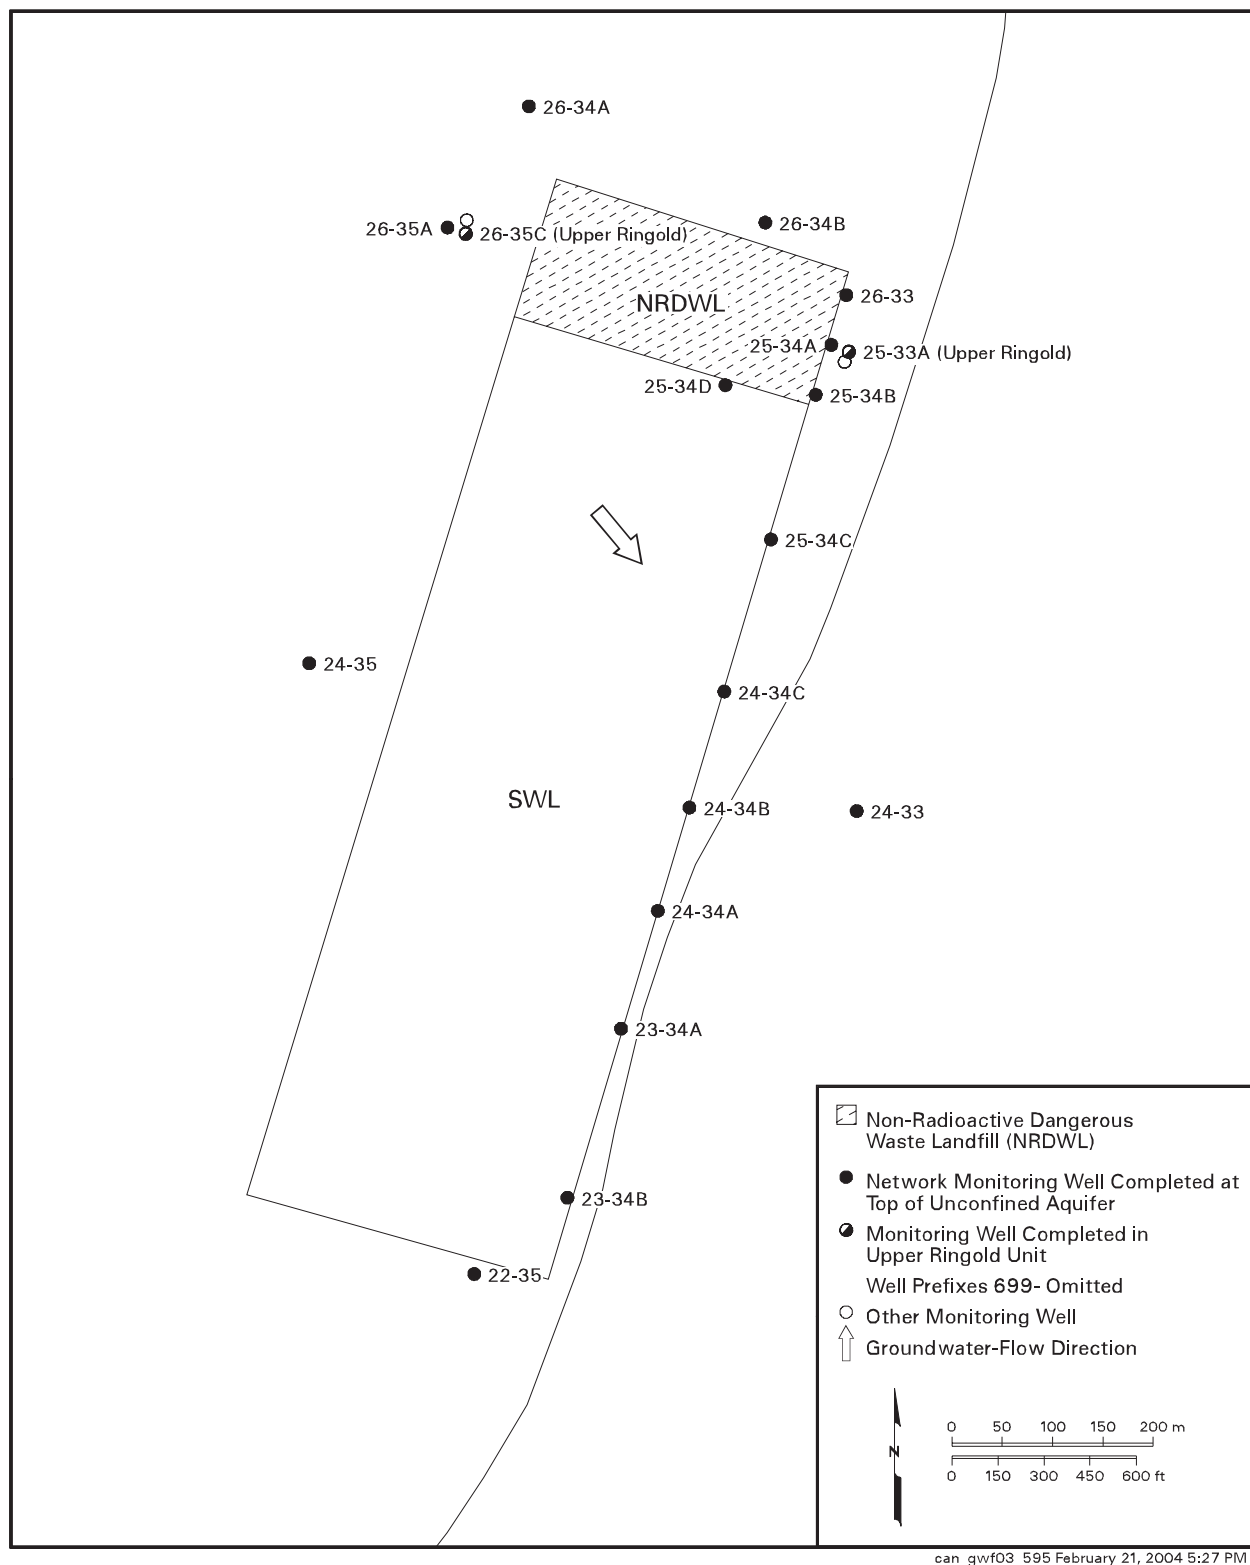 26-34A
26-35A
26-35C (Upper Ringold)
26-34B
NRDWL
26-33
25-34A
25-33A (Upper Ringold)
25-34D
25-34B
25-34C
24-35
24-34C
SWL
24-34B
24-33
24-34A
23-34A
23-34B
22-35
Non-Radioactive Dangerous
Waste Landfill (NRDWL)
Network Monitoring Well Completed at
Top of Unconfined Aquifer
Monitoring Well Completed in
Upper Ringold Unit
Well Prefixes 699- Omitted
Other Monitoring Well
Groundwater-Flow Direction
N
0 50 100 150 200 m
0 150 300 450 600 ft
can_gwf03_595 February 21, 2004 5:27 PM